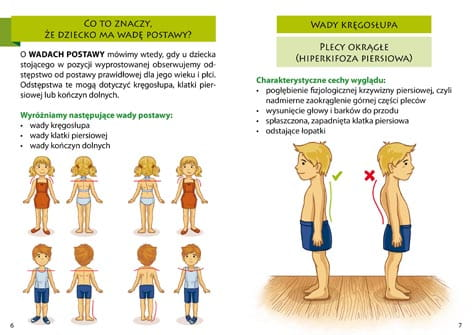 CO TO ZNACZY,
ŻE DZIECKO MA WADĘ POSTAWY?
O WADACH POSTAWY mówimy wtedy, gdy u dziecka
stojącego w pozycji wyprostowanej obserwujemy od-
stępstwo od postawy prawidłowej dla jego wieku i płci.
Odstępstwa te mogą dotyczyć kręgosłupa, klatki pier-
siowej lub kończyn dolnych.
Wyróżniamy następujące wady postawy:
• wady kręgosłupa
• wady klatki piersiowej
• wady kończyn dolnych
6
WADY KRĘGOSŁUPA
PLECY OKRĄGŁE
(HIPERKIFOZA PIERSIOWA)
Charakterystyczne cechy wyglądu:
• pogłębienie fizjologicznej krzywizny piersiowej, czyli
nadmierne zaokrąglenie górnej części pleców
• wysunięcie głowy i barków do przodu
• spłaszczona, zapadnięta klatka piersiowa
• odstające łopatki
7